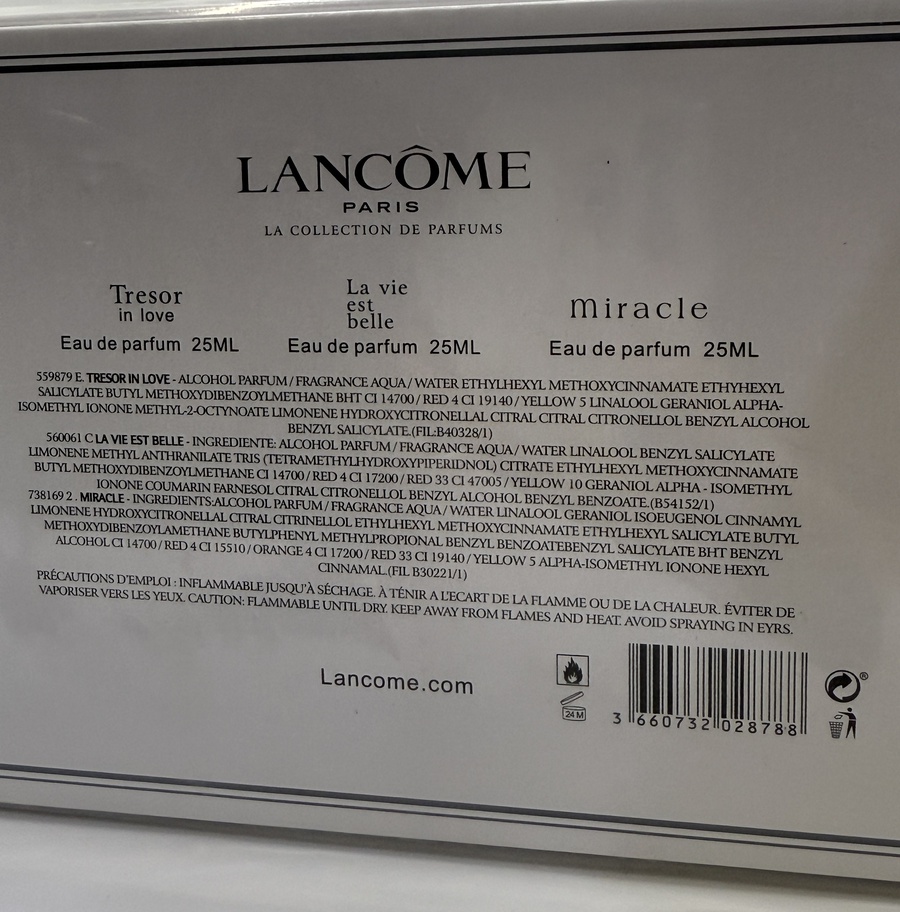 LANCÔME
PARIS
LA COLLECTION DE PARFUMS
Tresor
in love
Eau de parfum 25ML
La vie
est
belle
Eau de parfum 25ML
miracle
Eau de parfum 25ML
559879 E. TRESOR IN LOVE - ALCOHOL PARFUM / FRAGRANCE AQUA / WATER ETHYLHEXYL METHOXYCINNAMATE ETHYHEXYL
SALICYLATE BUTYL METHOXYDIBENZOYLMETHANE BHT CI 14700 / RED 4 CI 19140 / YELLOW 5 LINALOOL GERANIOL ALPHA-
ISOMETHYL IONONE METHYL-2-OCTYNOATE LIMONENE HYDROXYCITRONELLAL CITRAL CITRAL CITRONELLOL BENZYL ALCOHOL
BENZYL SALICYLATE.(FIL:B40328/1)
560061 C LA VIE EST BELLE - INGREDIENTE: ALCOHOL PARFUM / FRAGRANCE AQUA / WATER LINALOOL BENZYL SALICYLATE
LIMONENE METHYL ANTHRANILATE TRIS (TETRAMETHYLHYDROXYPIPERIDNOL) CITRATE ETHYLHEXYL METHOXYCINNAMATE
BUTYL METHOXYDIBENZOYLMETHANE CI 14700 / RED 4 CI 17200 / RED 33 CI 47005 / YELLOW 10 GERANIOL ALPHA - ISOMETHYL
IONONE COUMARIN FARNESOL CITRAL CITRONELLOL BENZYL ALCOHOL BENZYL BENZOATE.(B54152/1)
738169 2 . MIRACLE - INGREDIENTS:ALCOHOL PARFUM / FRAGRANCE AQUA / WATER LINALOOL GERANIOL ISOEUGENOL CINNAMYL
LIMONENE HYDROXYCITRONELLAL CITRAL CITRINELLOL ETHYLHEXYL METHOXYCINNAMATE ETHYLHEXYL SALICYLATE BUTYL
METHOXYDIBENZOYLAMETHANE BUTYLPHENYL METHYLPROPIONAL BENZYL BENZOATEBENZYL SALICYLATE BHT BENZYL
ALCOHOL CI 14700 / RED 4 CI 15510 / ORANGE 4 CI 17200 / RED 33 CI 19140 / YELLOW 5 ALPHA-ISOMETHYL IONONE HEXYL
CINNAMAL.(FIL B30221/1)
PRÉCAUTIONS D'EMPLOI : INFLAMMABLE JUSQU'À SÉCHAGE. À TÉNIR A L'ECART DE LA FLAMME OU DE LA CHALEUR. ÉVITER DE
VAPORISER VERS LES YEUX. CAUTION: FLAMMABLE UNTIL DRY. KEEP AWAY FROM FLAMES AND HEAT. AVOID SPRAYING IN EYRS.
Lancome.com
24 M
3 660732 028788
®